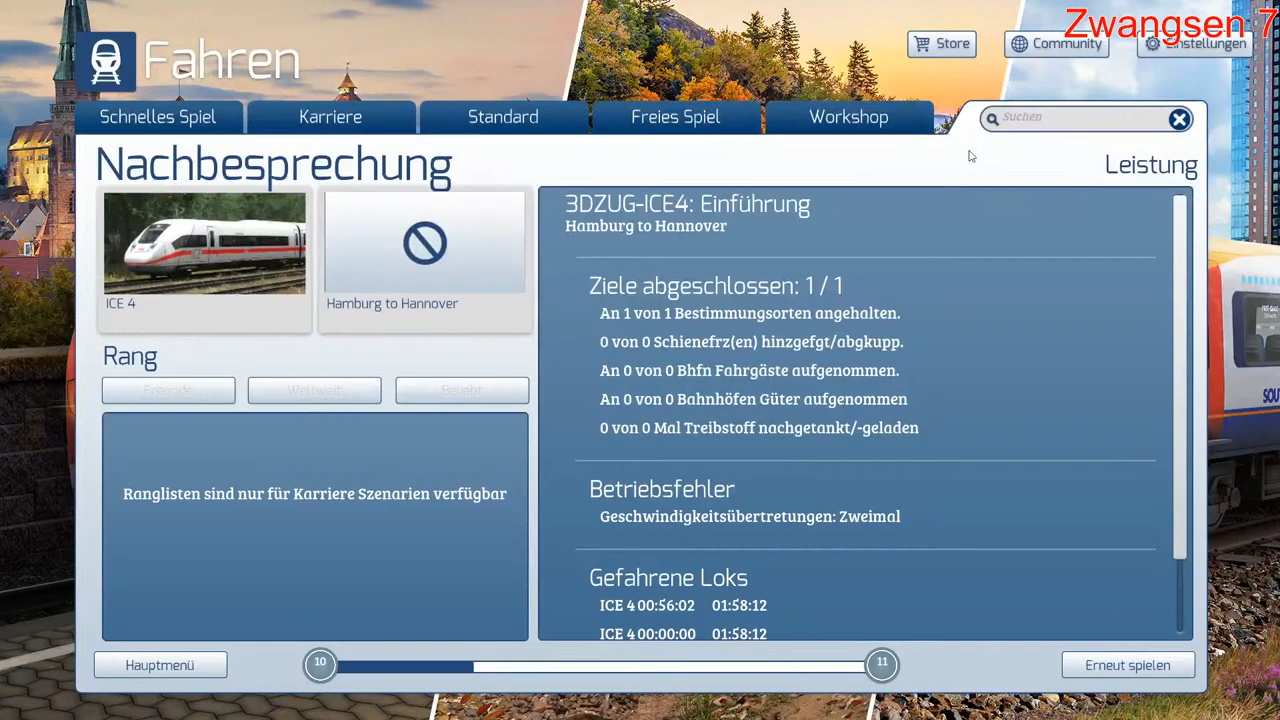 Zwangsen 7
Fahren
Store
Community
Einstellungen
Schnelles Spiel
Karriere
Standard
Freies Spiel
Workshop
Suchen
Nachbesprechung
Leistung
ICE 4
Hamburg to Hannover
3DZUG-ICE4: Einführung
Hamburg to Hannover
Ziele abgeschlossen: 1 / 1
An 1 von 1 Bestimmungsorten angehalten.
0 von 0 Schienefrz(en) hinzgefgt/abgkupp.
An 0 von 0 Bhfn Fahrgäste aufgenommen.
An 0 von 0 Bahnhöfen Güter aufgenommen
0 von 0 Mal Treibstoff nachgetankt/-geladen
Betriebsfehler
Geschwindigkeitsübertretungen: Zweimal
Gefahrene Loks
ICE 4 00:56:02 01:58:12
ICE 4 00:00:00 01:58:12
Rang
Freunde
Weltweit
Beliebt
Ranglisten sind nur für Karriere Szenarien verfügbar
Hauptmenü
10
11
Erneut spielen
SOU